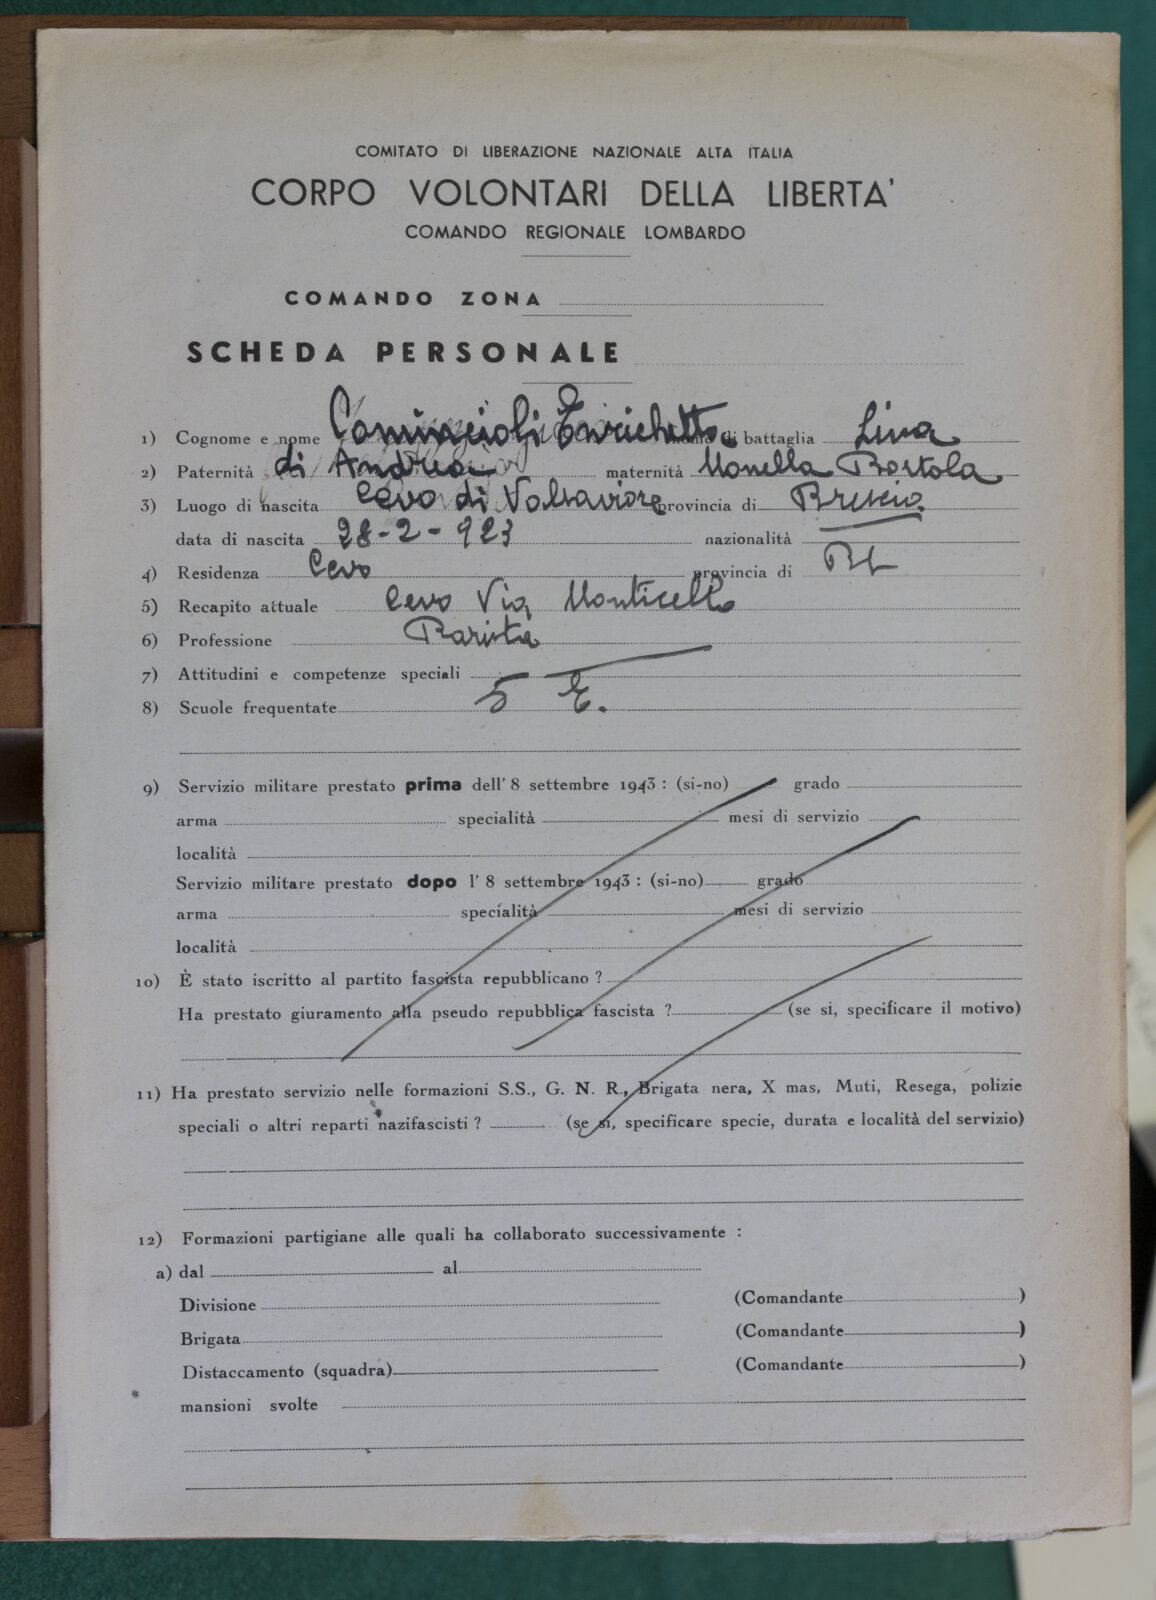 COMITATO DI LIBERAZIONE NAZIONALE ALTA ITALIA
CORPO VOLONTARI DELLA LIBERTA'
COMANDO REGIONALE LOMBARDO
COMANDO ZONA
SCHEDA PERSONALE
1) Cognome e nome Comincioli Enrichetta nome di battaglia Lina
2) Paternità di Andrea maternità Monella Bortola
3) Luogo di nascita Cevo di Valsaviore provincia di Brescia
data di nascita 28-2-923 nazionalità
4) Residenza Cevo provincia di BS
5) Recapito attuale Cevo Via Monticello
6) Professione Barista
7) Attitudini e competenze speciali
8) Scuole frequentate 5 E.
9) Servizio militare prestato prima dell'8 settembre 1943 : (si-no) grado
arma specialità mesi di servizio
località
Servizio militare prestato dopo l'8 settembre 1943 : (si-no) grado
arma specialità mesi di servizio
località
10) È stato iscritto al partito fascista repubblicano ?
Ha prestato giuramento alla pseudo repubblica fascista ? (se si, specificare il motivo)
11) Ha prestato servizio nelle formazioni S.S., G. N. R., Brigata nera, X mas, Muti, Resega, polizie
speciali o altri reparti nazifascisti ? (se si, specificare specie, durata e località del servizio)
12) Formazioni partigiane alle quali ha collaborato successivamente :
a) dal al
Divisione (Comandante )
Brigata (Comandante )
Distaccamento (squadra) (Comandante )
mansioni svolte